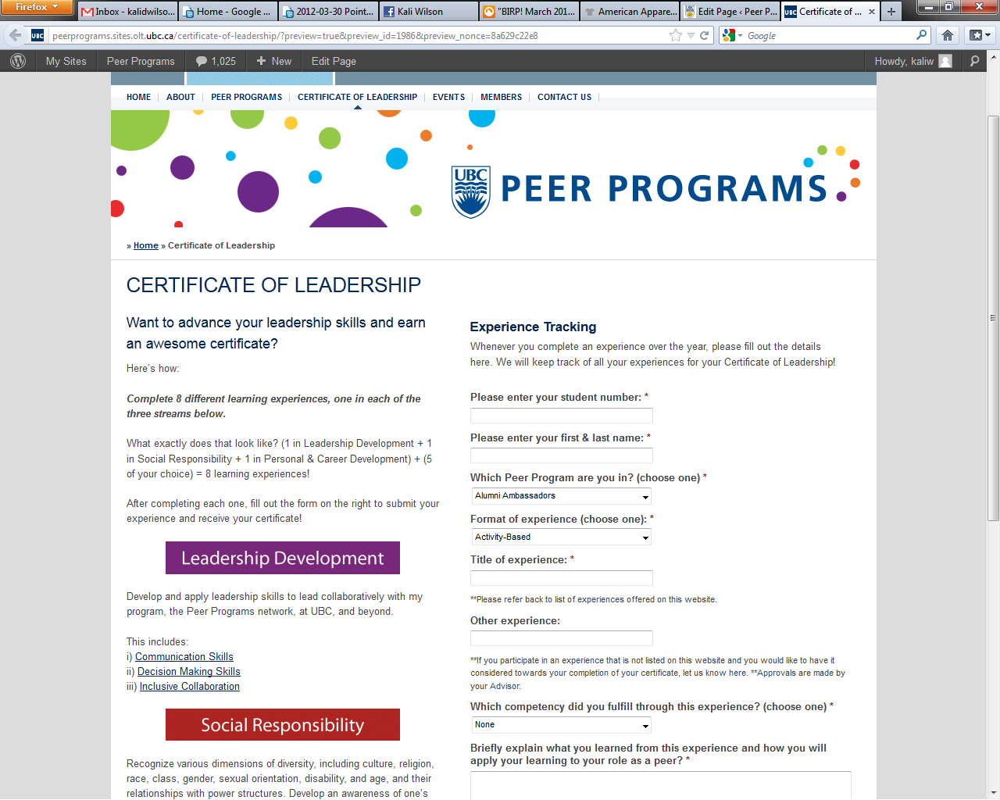 Firefox
Inbox - kalidwilso...
Home - Google ...
2012-03-30 Point...
Kali Wilson
"BIRP! March 201...
American Appare...
Edit Page ‹ Peer P...
UBC Certificate of ...
UBC peerprograms.sites.olt.ubc.ca/certificate-of-leadership/?preview=true&preview_id=1986&preview_nonce=8a629c22e8
Google
My Sites
Peer Programs
1,025
New
Edit Page
Howdy, kaliw
HOME
ABOUT
PEER PROGRAMS
CERTIFICATE OF LEADERSHIP
EVENTS
MEMBERS
CONTACT US
UBC
PEER PROGRAMS
» Home » Certificate of Leadership
CERTIFICATE OF LEADERSHIP
Want to advance your leadership skills and earn
an awesome certificate?
Here's how:
Complete 8 different learning experiences, one in each of the
three streams below.
What exactly does that look like? (1 in Leadership Development + 1
in Social Responsibility + 1 in Personal & Career Development) + (5
of your choice) = 8 learning experiences!
After completing each one, fill out the form on the right to submit your
experience and receive your certificate!
Leadership Development
Develop and apply leadership skills to lead collaboratively with my
program, the Peer Programs network, at UBC, and beyond.
This includes:
i) Communication Skills
ii) Decision Making Skills
iii) Inclusive Collaboration
Social Responsibility
Recognize various dimensions of diversity, including culture, religion,
race, class, gender, sexual orientation, disability, and age, and their
relationships with power structures. Develop an awareness of one's
Experience Tracking
Whenever you complete an experience over the year, please fill out the details
here. We will keep track of all your experiences for your Certificate of Leadership!
Please enter your student number: *
Please enter your first & last name: *
Which Peer Program are you in? (choose one) *
Alumni Ambassadors
Format of experience (choose one): *
Activity-Based
Title of experience: *
**Please refer back to list of experiences offered on this website.
Other experience:
**If you participate in an experience that is not listed on this website and you would like to have it
considered towards your completion of your certificate, let us know here. **Approvals are made by
your Advisor.
Which competency did you fulfill through this experience? (choose one) *
None
Briefly explain what you learned from this experience and how you will
apply your learning to your role as a peer? *